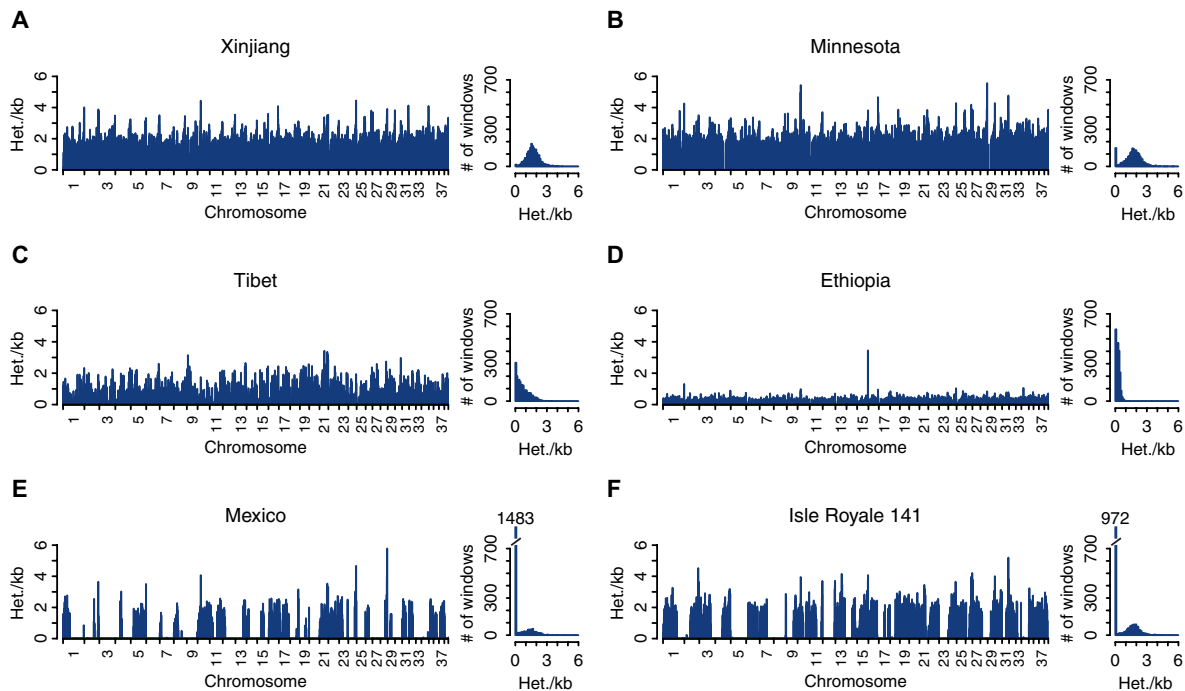 A
Xinjiang
Het./kb
0 2 4 6
1 3 5 7 9 11 13 15 17 19 21 23 25 27 29 31 33 37
Chromosome
# of windows
0 300 700
0 3 6
Het./kb
B
Minnesota
Het./kb
0 2 4 6
1 3 5 7 9 11 13 15 17 19 21 23 25 27 29 31 33 37
Chromosome
# of windows
0 300 700
0 3 6
Het./kb
C
Tibet
Het./kb
0 2 4 6
1 3 5 7 9 11 13 15 17 19 21 23 25 27 29 31 33 37
Chromosome
# of windows
0 300 700
0 3 6
Het./kb
D
Ethiopia
Het./kb
0 2 4 6
1 3 5 7 9 11 13 15 17 19 21 23 25 27 29 31 33 37
Chromosome
# of windows
0 300 700
0 3 6
Het./kb
E
Mexico
Het./kb
0 2 4 6
1 3 5 7 9 11 13 15 17 19 21 23 25 27 29 31 33 37
Chromosome
1483
# of windows
0 300 700
0 3 6
Het./kb
F
Isle Royale 141
Het./kb
0 2 4 6
1 3 5 7 9 11 13 15 17 19 21 23 25 27 29 31 33 37
Chromosome
972
# of windows
0 300 700
0 3 6
Het./kb